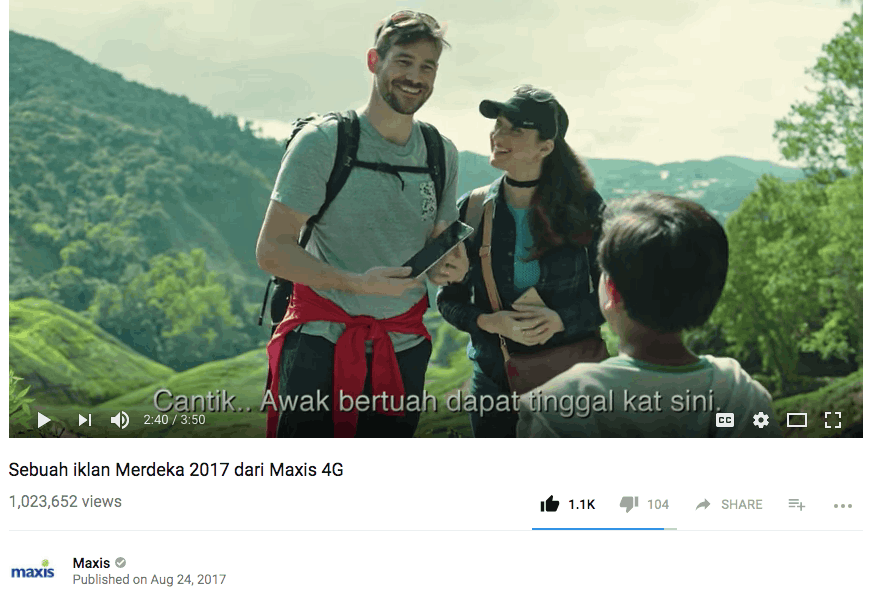 Cantik.. Awak bertuah dapat tinggal kat sini.
2:40 / 3:50
CC
Sebuah iklan Merdeka 2017 dari Maxis 4G
1,023,652 views
1.1K 104 SHARE
maxis
Maxis
Published on Aug 24, 2017